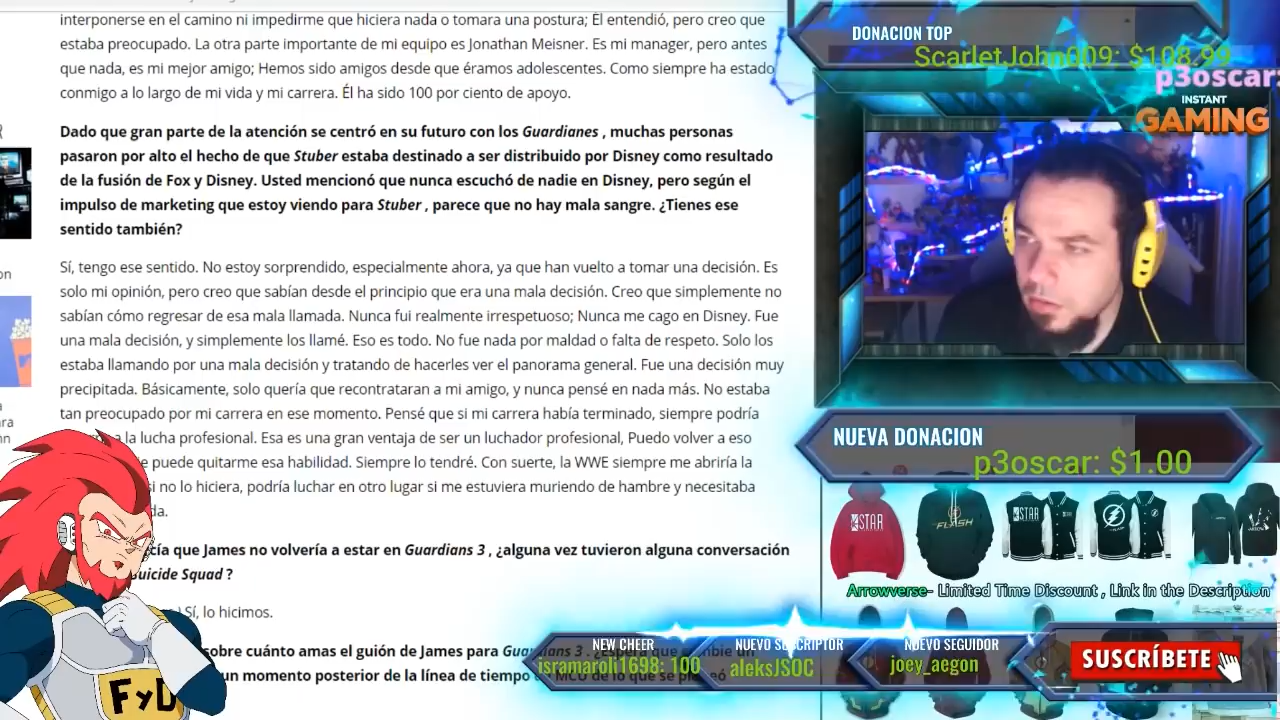 interponerse en el camino ni impedirme que hiciera nada o tomara una postura; Él entendió, pero creo que
estaba preocupado. La otra parte importante de mi equipo es Jonathan Meisner. Es mi manager, pero antes
que nada, es mi mejor amigo; Hemos sido amigos desde que éramos adolescentes. Como siempre ha estado
conmigo a lo largo de mi vida y mi carrera. Él ha sido 100 por ciento de apoyo.
Dado que gran parte de la atención se centró en su futuro con los Guardianes , muchas personas
pasaron por alto el hecho de que Stuber estaba destinado a ser distribuido por Disney como resultado
de la fusión de Fox y Disney. Usted mencionó que nunca escuchó de nadie en Disney, pero según el
impulso de marketing que estoy viendo para Stuber , parece que no hay mala sangre. ¿Tienes ese
sentido también?
Sí, tengo ese sentido. No estoy sorprendido, especialmente ahora, ya que han vuelto a tomar una decisión. Es
solo mi opinión, pero creo que sabían desde el principio que era una mala decisión. Creo que simplemente no
sabían cómo regresar de esa mala llamada. Nunca fui realmente irrespetuoso; Nunca me cago en Disney. Fue
una mala decisión, y simplemente los llamé. Eso es todo. No fue nada por maldad o falta de respeto. Solo los
estaba llamando por una mala decisión y tratando de hacerles ver el panorama general. Fue una decisión muy
precipitada. Básicamente, solo quería que recontrataran a mi amigo, y nunca pensé en nada más. No estaba
tan preocupado por mi carrera en ese momento. Pensé que si mi carrera había terminado, siempre podría
a la lucha profesional. Esa es una gran ventaja de ser un luchador profesional, Puedo volver a eso
e puede quitarme esa habilidad. Siempre lo tendré. Con suerte, la WWE siempre me abriría la
si no lo hiciera, podría luchar en otro lugar si me estuviera muriendo de hambre y necesitaba
da.
cía que James no volvería a estar en Guardians 3 , ¿alguna vez tuvieron alguna conversación
Suicide Squad ?
) Sí, lo hicimos.
sobre cuánto amas el guión de James para
un momento posterior de la línea de tiempo
DONACION TOP
ScarletJohn009: $108.99
p3oscar:
INSTANT
GAMING
NUEVA DONACION
p3oscar: $1.00
STAR
FLASH
STAR
Arrowverse- Limited Time Discount , Link in the Description
NEW CHEER
isramaroli1698: 100
NUEVO SUSCRIPTOR
aleksJSOC
NUEVO SEGUIDOR
joey_aegon
SUSCRÍBETE
FyD